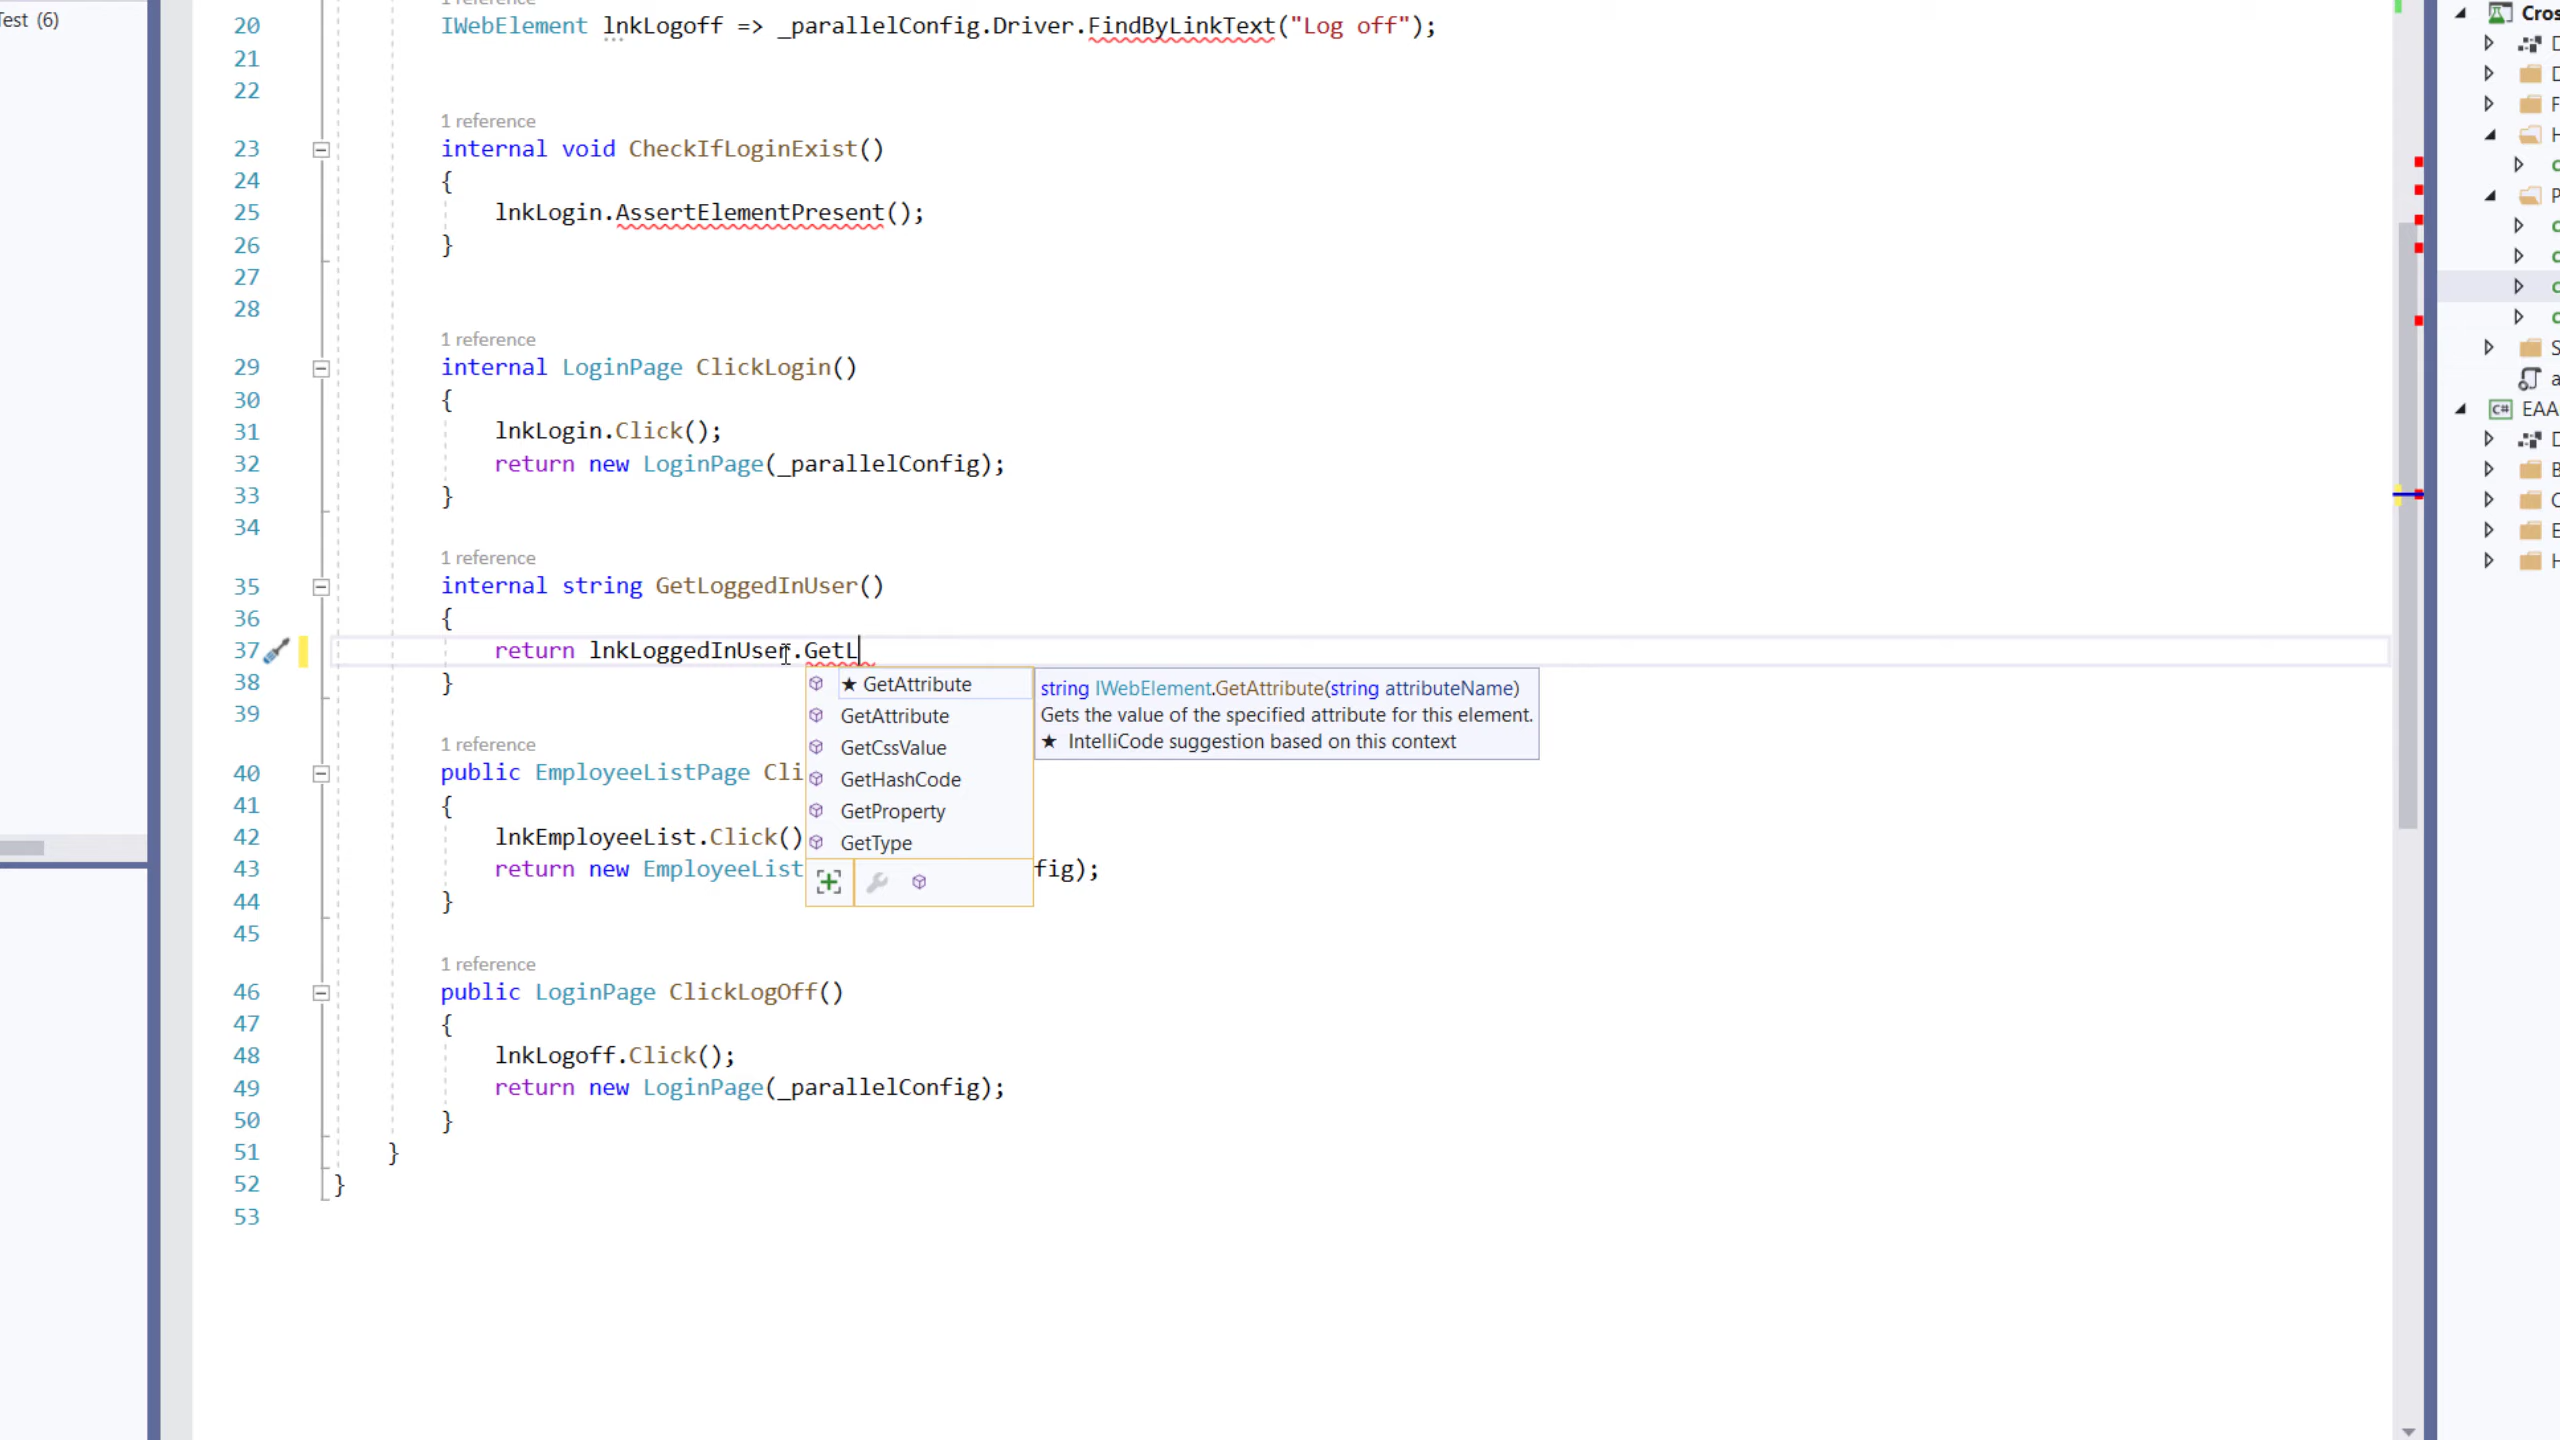 Test (6)
20 IWebElement lnkLogoff => _parallelConfig.Driver.FindByLinkText("Log off");
21
22
1 reference
23 internal void CheckIfLoginExist()
24 {
25 lnkLogin.AssertElementPresent();
26 }
27
28
1 reference
29 internal LoginPage ClickLogin()
30 {
31 lnkLogin.Click();
32 return new LoginPage(_parallelConfig);
33 }
34
1 reference
35 internal string GetLoggedInUser()
36 {
37 return lnkLoggedInUser.GetL
38 }
★ GetAttribute
GetAttribute
GetCssValue
GetHashCode
GetProperty
GetType
string IWebElement.GetAttribute(string attributeName)
Gets the value of the specified attribute for this element.
★ IntelliCode suggestion based on this context
39
1 reference
40 public EmployeeListPage Cli
41 {
42 lnkEmployeeList.Click()
43 return new EmployeeList fig);
44 }
45
1 reference
46 public LoginPage ClickLogOff()
47 {
48 lnkLogoff.Click();
49 return new LoginPage(_parallelConfig);
50 }
51 }
52 }
53
Cros
EAA